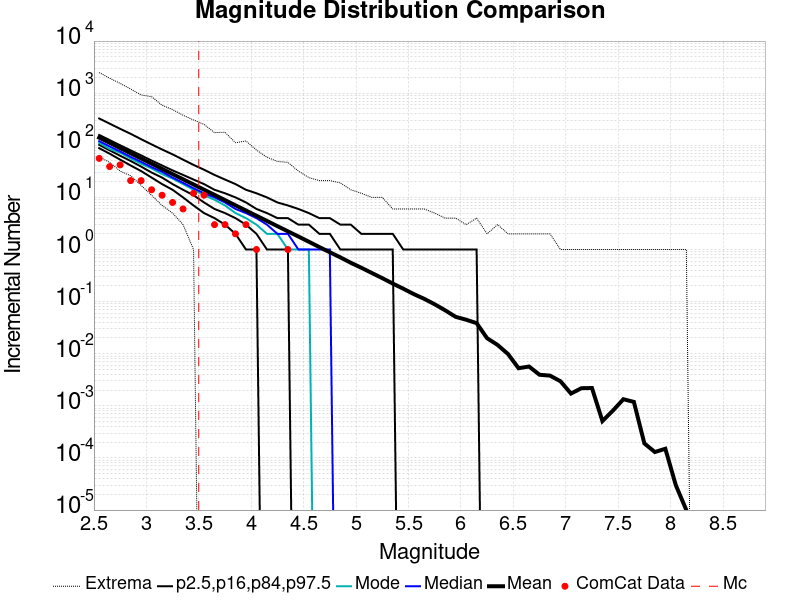 Magnitude Distribution Comparison
10^4
10^3
10^2
10^1
10^0
10^-1
10^-2
10^-3
10^-4
10^-5
Incremental Number
2.5 3 3.5 4 4.5 5 5.5 6 6.5 7 7.5 8 8.5
Magnitude
Extrema p2.5,p16,p84,p97.5 Mode Median Mean ComCat Data Mc